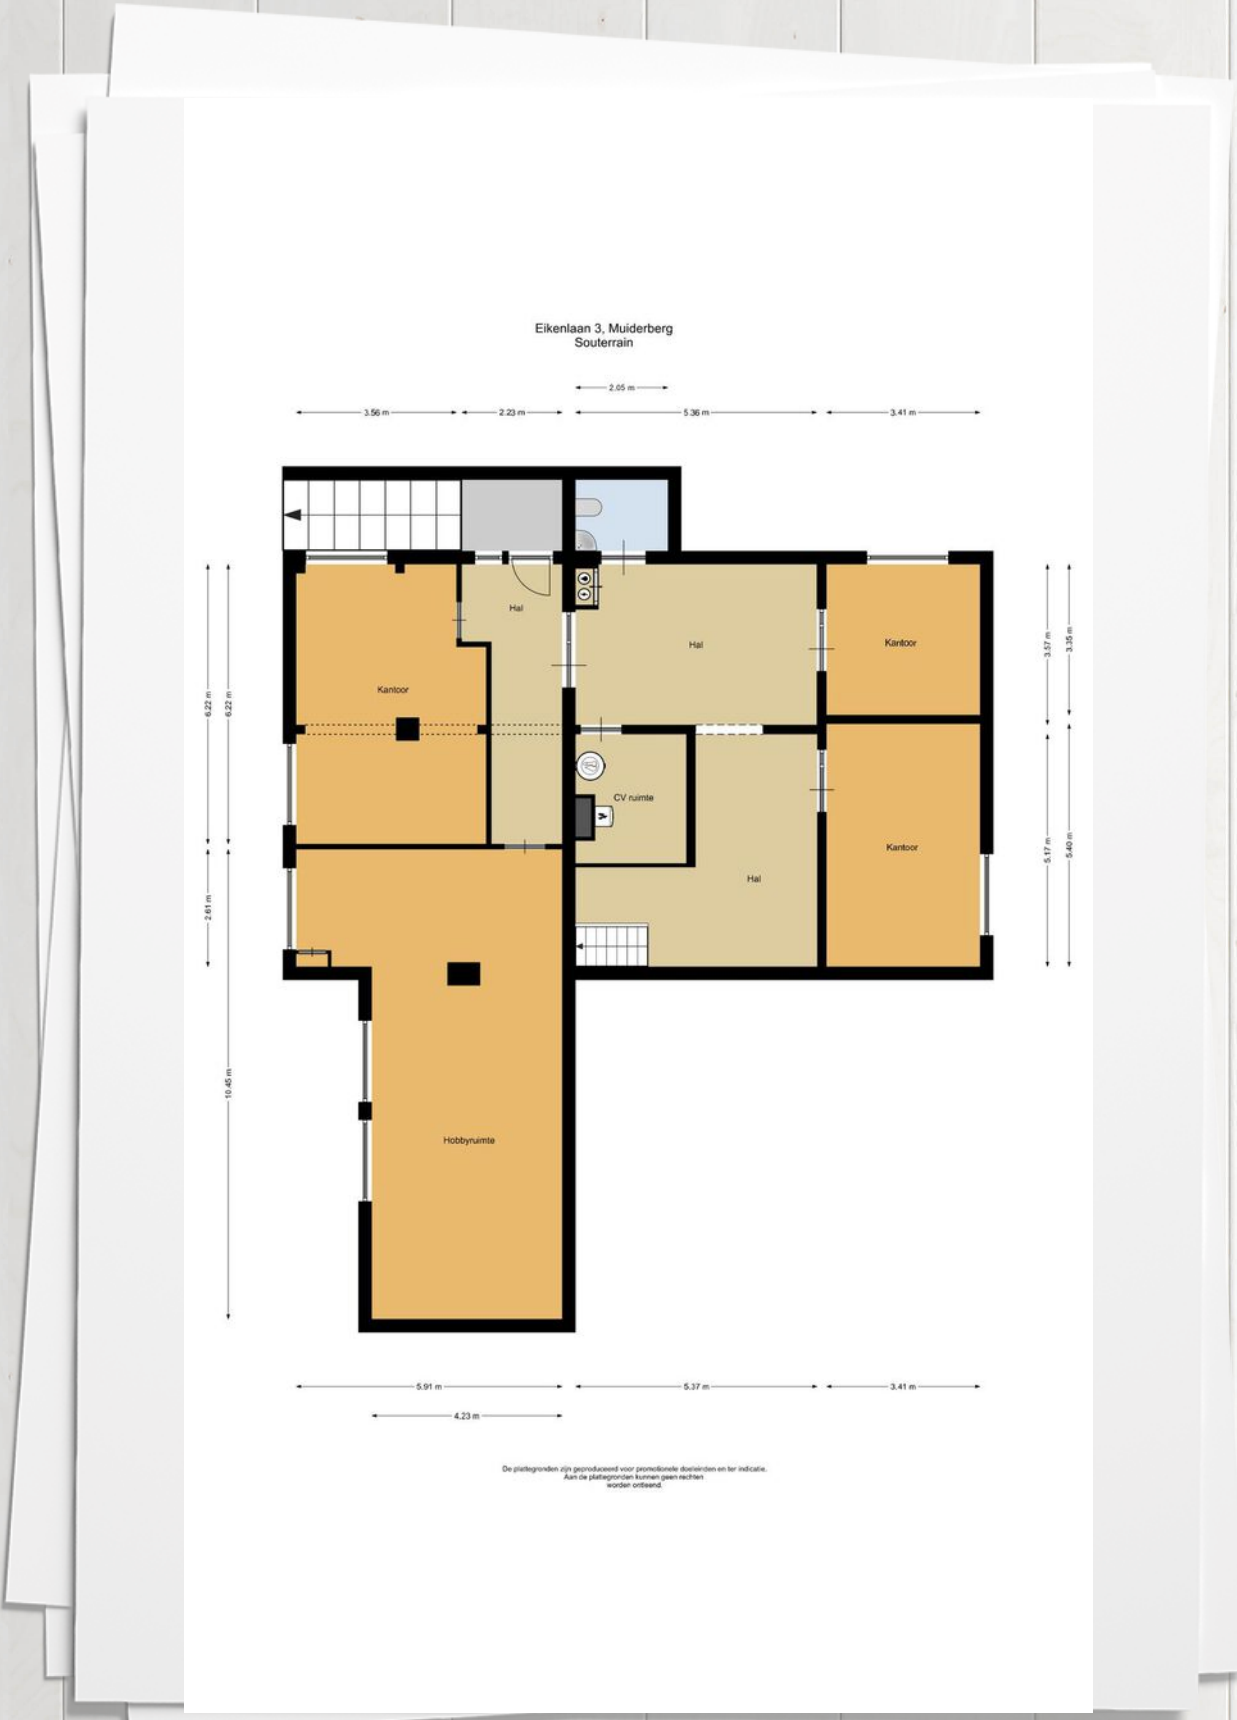 Eikenlaan 3, Muiderberg
Souterrain
2.05 m
3.56 m
2.23 m
5.36 m
3.41 m
Hal
Hal
Kantoor
Kantoor
CV ruimte
Hal
Kantoor
Hobbyruimte
6.22 m
6.22 m
2.61 m
10.45 m
3.57 m
3.35 m
5.17 m
5.40 m
5.91 m
5.37 m
3.41 m
4.23 m
De plattegronden zijn geproduceerd voor promotionele doeleinden en ter indicatie.
Aan de plattegronden kunnen geen rechten
worden ontleend.